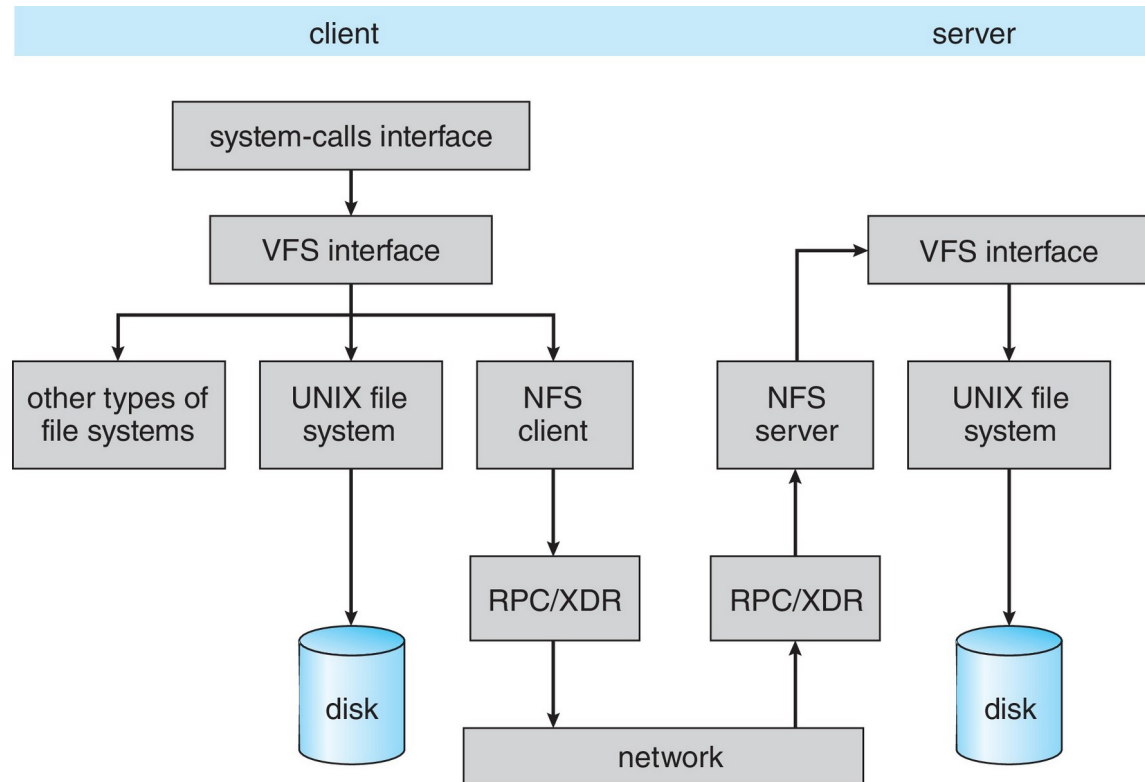 client
server
system-calls interface
VFS interface
VFS interface
other types of
file systems
UNIX file
system
NFS
client
NFS
server
UNIX file
system
RPC/XDR
RPC/XDR
disk
disk
network